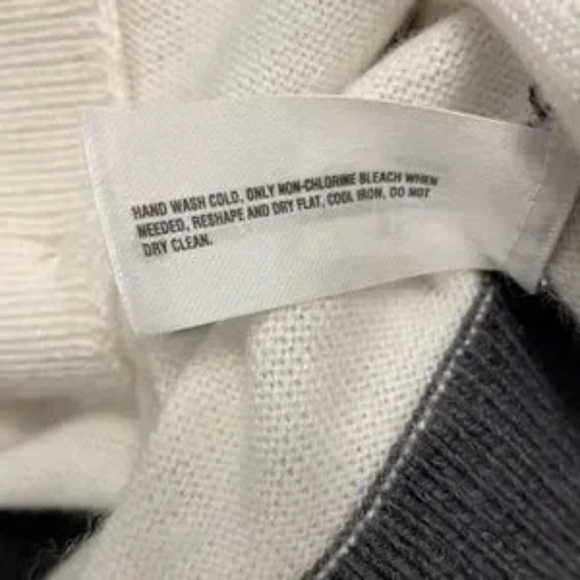 HAND WASH COLD, ONLY NON-CHLORINE BLEACH WHEN
NEEDED, RESHAPE AND DRY FLAT, COOL IRON, DO NOT
DRY CLEAN.